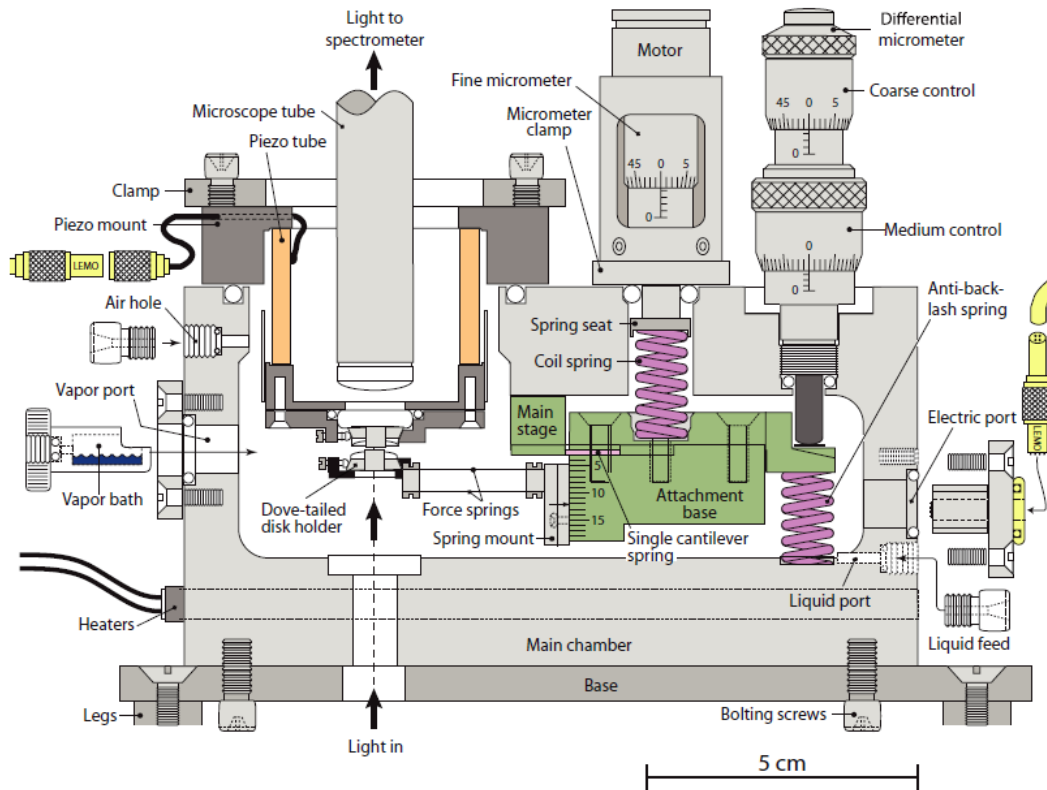 Light to
spectrometer
Microscope tube
Piezo tube
Clamp
Piezo mount
LEMO
Air hole
Vapor port
Vapor bath
Dove-tailed
disk holder
Heaters
Legs
Light in
Motor
Fine micrometer
Micrometer
clamp
45 0 5
0
Differential
micrometer
Coarse control
45 0 5
0
Medium control
0
0
Anti-back-
lash spring
Spring seat
Coil spring
Main
stage
Electric port
LEMO
5
10
15
Attachment
base
Force springs
Spring mount
Single cantilever
spring
Liquid port
Liquid feed
Main chamber
Base
Bolting screws
5 cm